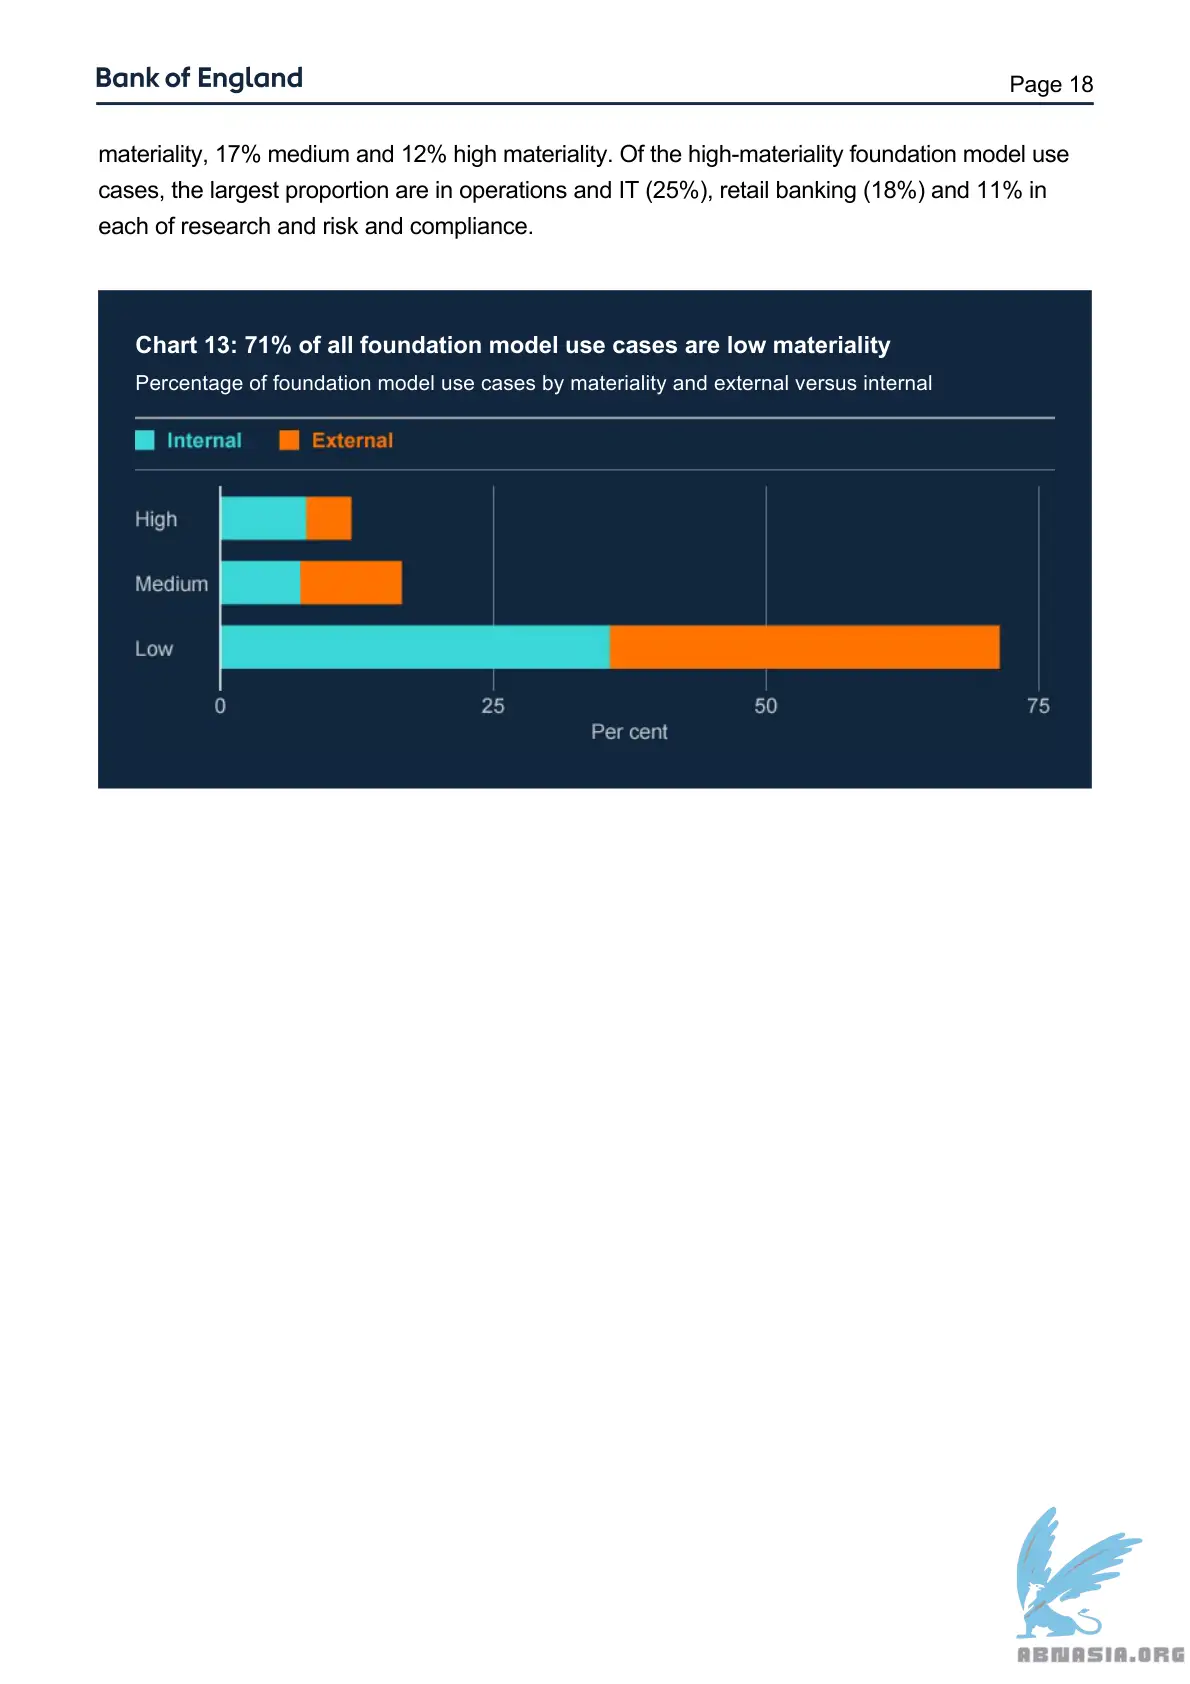 Bank of England
Page 18
materiality, 17% medium and 12% high materiality. Of the high-materiality foundation model use
cases, the largest proportion are in operations and IT (25%), retail banking (18%) and 11% in
each of research and risk and compliance.
Chart 13: 71% of all foundation model use cases are low materiality
Percentage of foundation model use cases by materiality and external versus internal
Internal External
High
Medium
Low
0 25 50 75
Per cent
ABNASIA.ORG